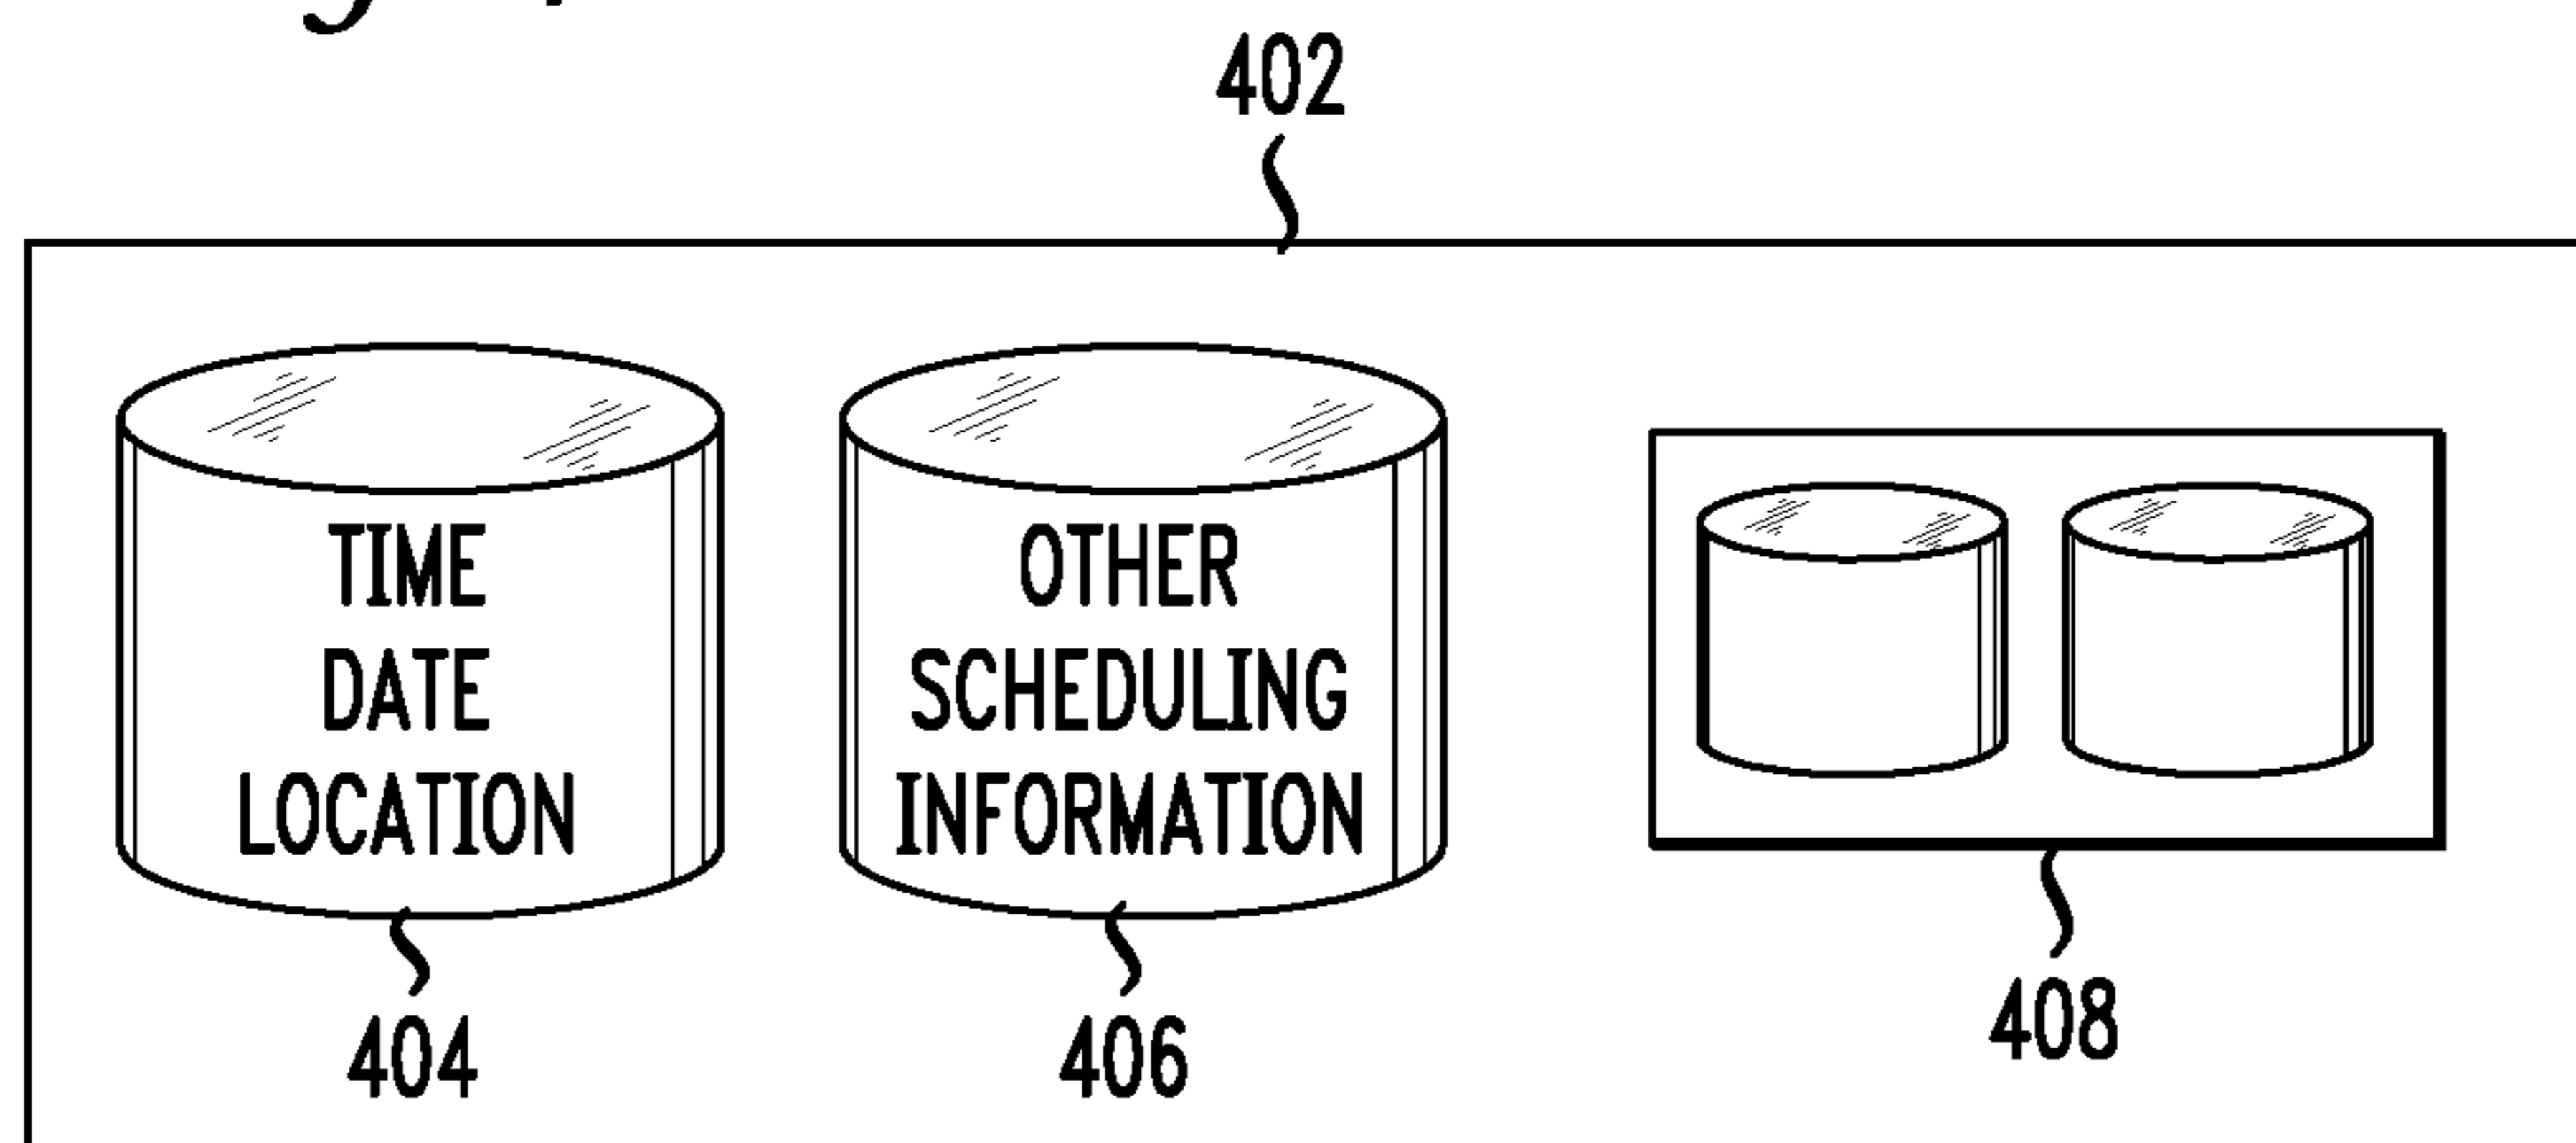 402
TIME
DATE
LOCATION
OTHER
SCHEDULING
INFORMATION
404
406
408